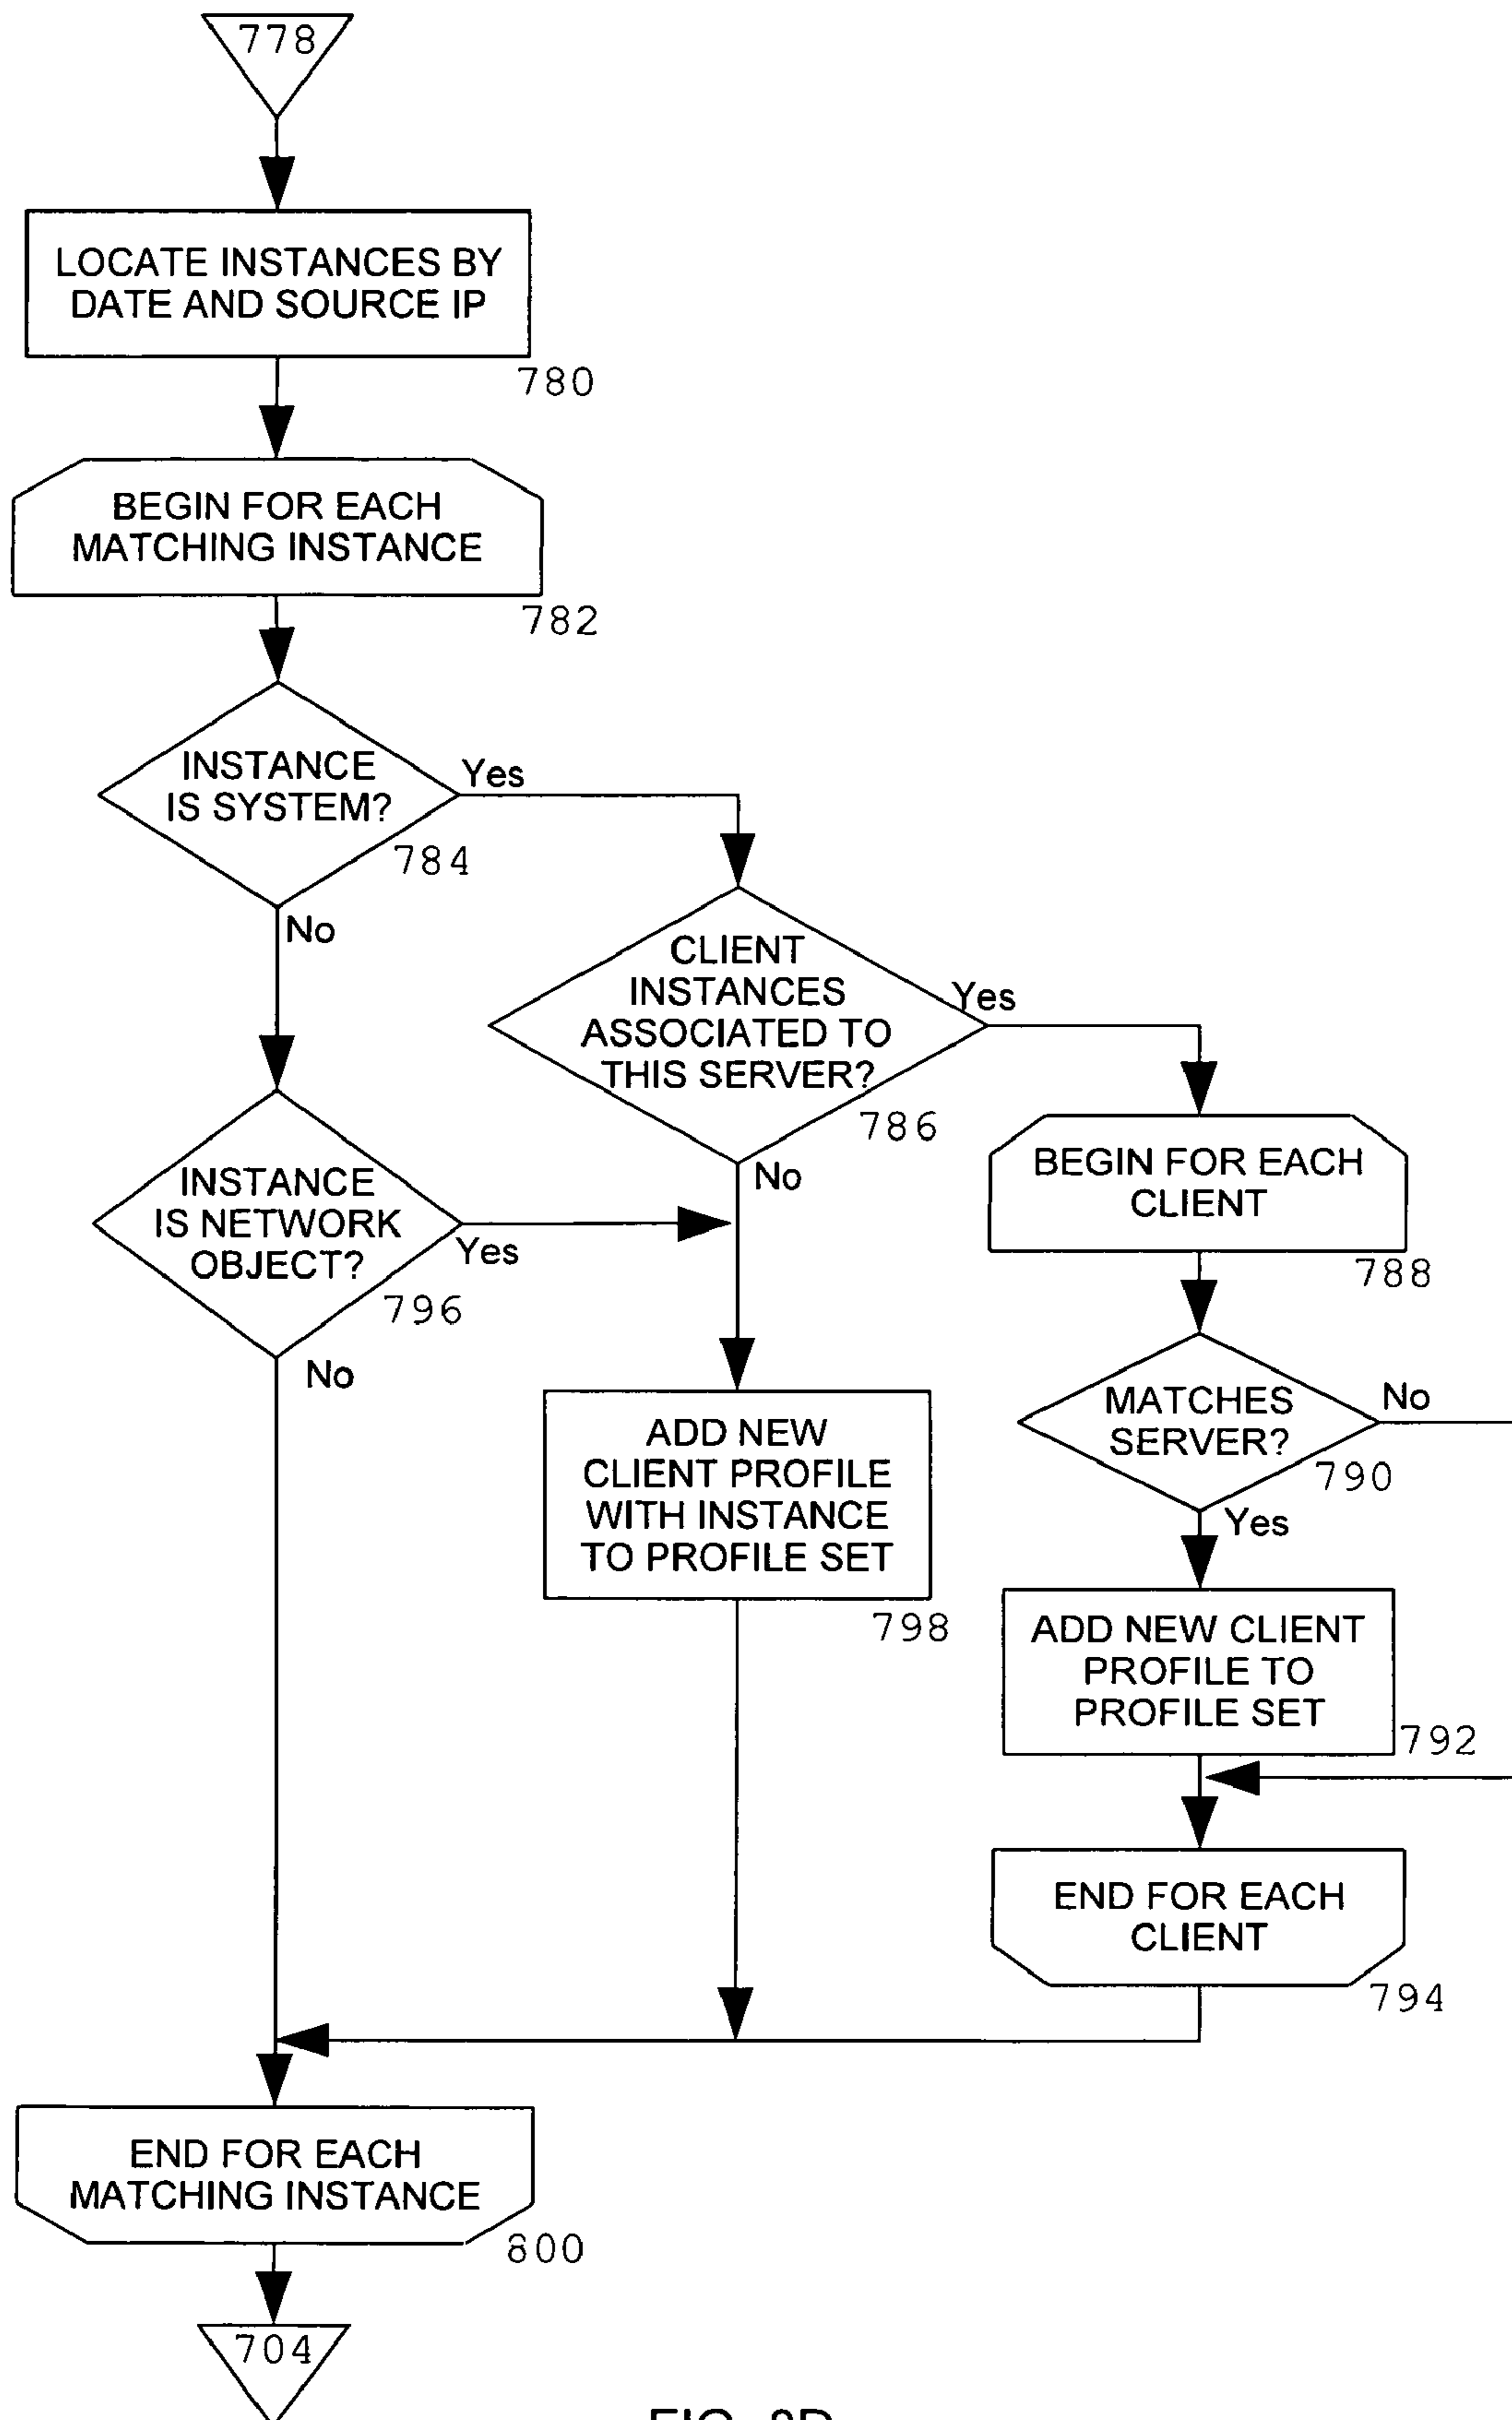 778
LOCATE INSTANCES BY
DATE AND SOURCE IP
780
BEGIN FOR EACH
MATCHING INSTANCE
782
INSTANCE
IS SYSTEM?
Yes
784
No
CLIENT
INSTANCES
ASSOCIATED TO
THIS SERVER?
Yes
786
No
BEGIN FOR EACH
CLIENT
788
INSTANCE
IS NETWORK
OBJECT?
Yes
796
No
MATCHES
SERVER?
No
790
Yes
ADD NEW
CLIENT PROFILE
WITH INSTANCE
TO PROFILE SET
798
ADD NEW CLIENT
PROFILE TO
PROFILE SET
792
END FOR EACH
CLIENT
794
END FOR EACH
MATCHING INSTANCE
800
704